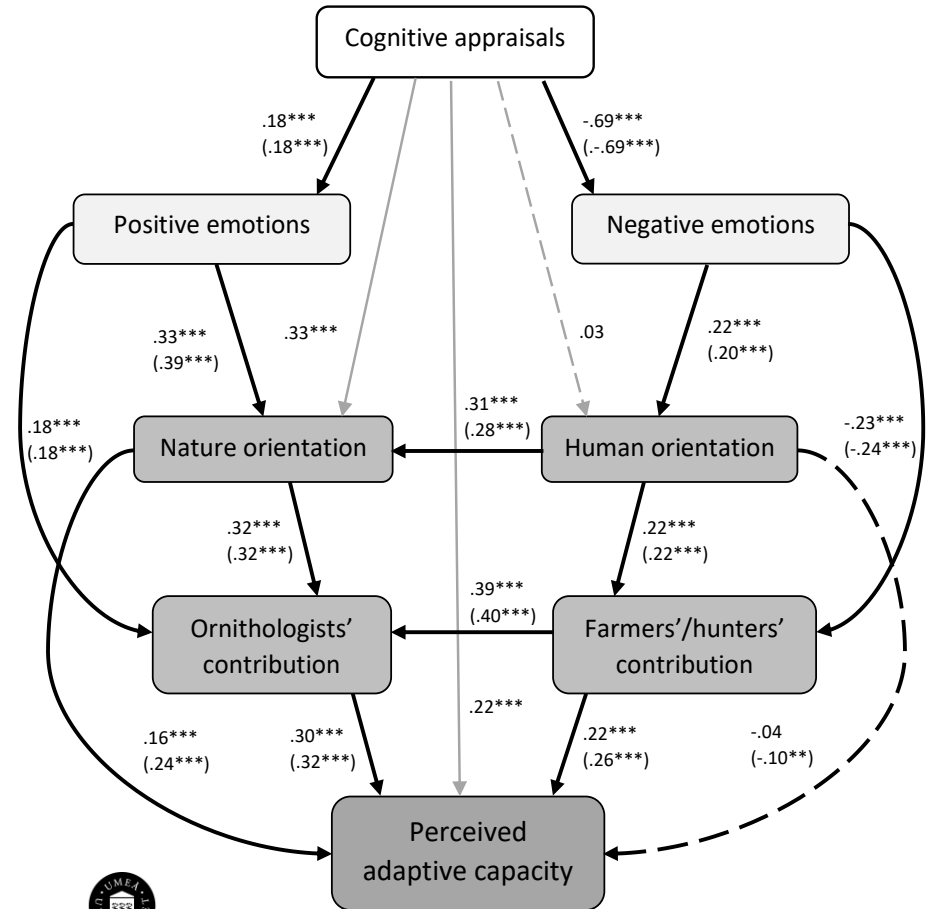 Cognitive appraisals
.18***
(.18***)
-.69***
(.-.69***)
Positive emotions
Negative emotions
.33***
(.39***)
.33***
.03
.22***
(.20***)
.18***
(.18***)
Nature orientation
.31***
(.28***)
Human orientation
-.23***
(-.24***)
.32***
(.32***)
.22***
(.22***)
Ornithologists’
contribution
.39***
(.40***)
Farmers’/hunters’
contribution
.16***
(.24***)
.30***
(.32***)
.22***
.22***
(.26***)
-.04
(-.10**)
Perceived
adaptive capacity
UMEÅ